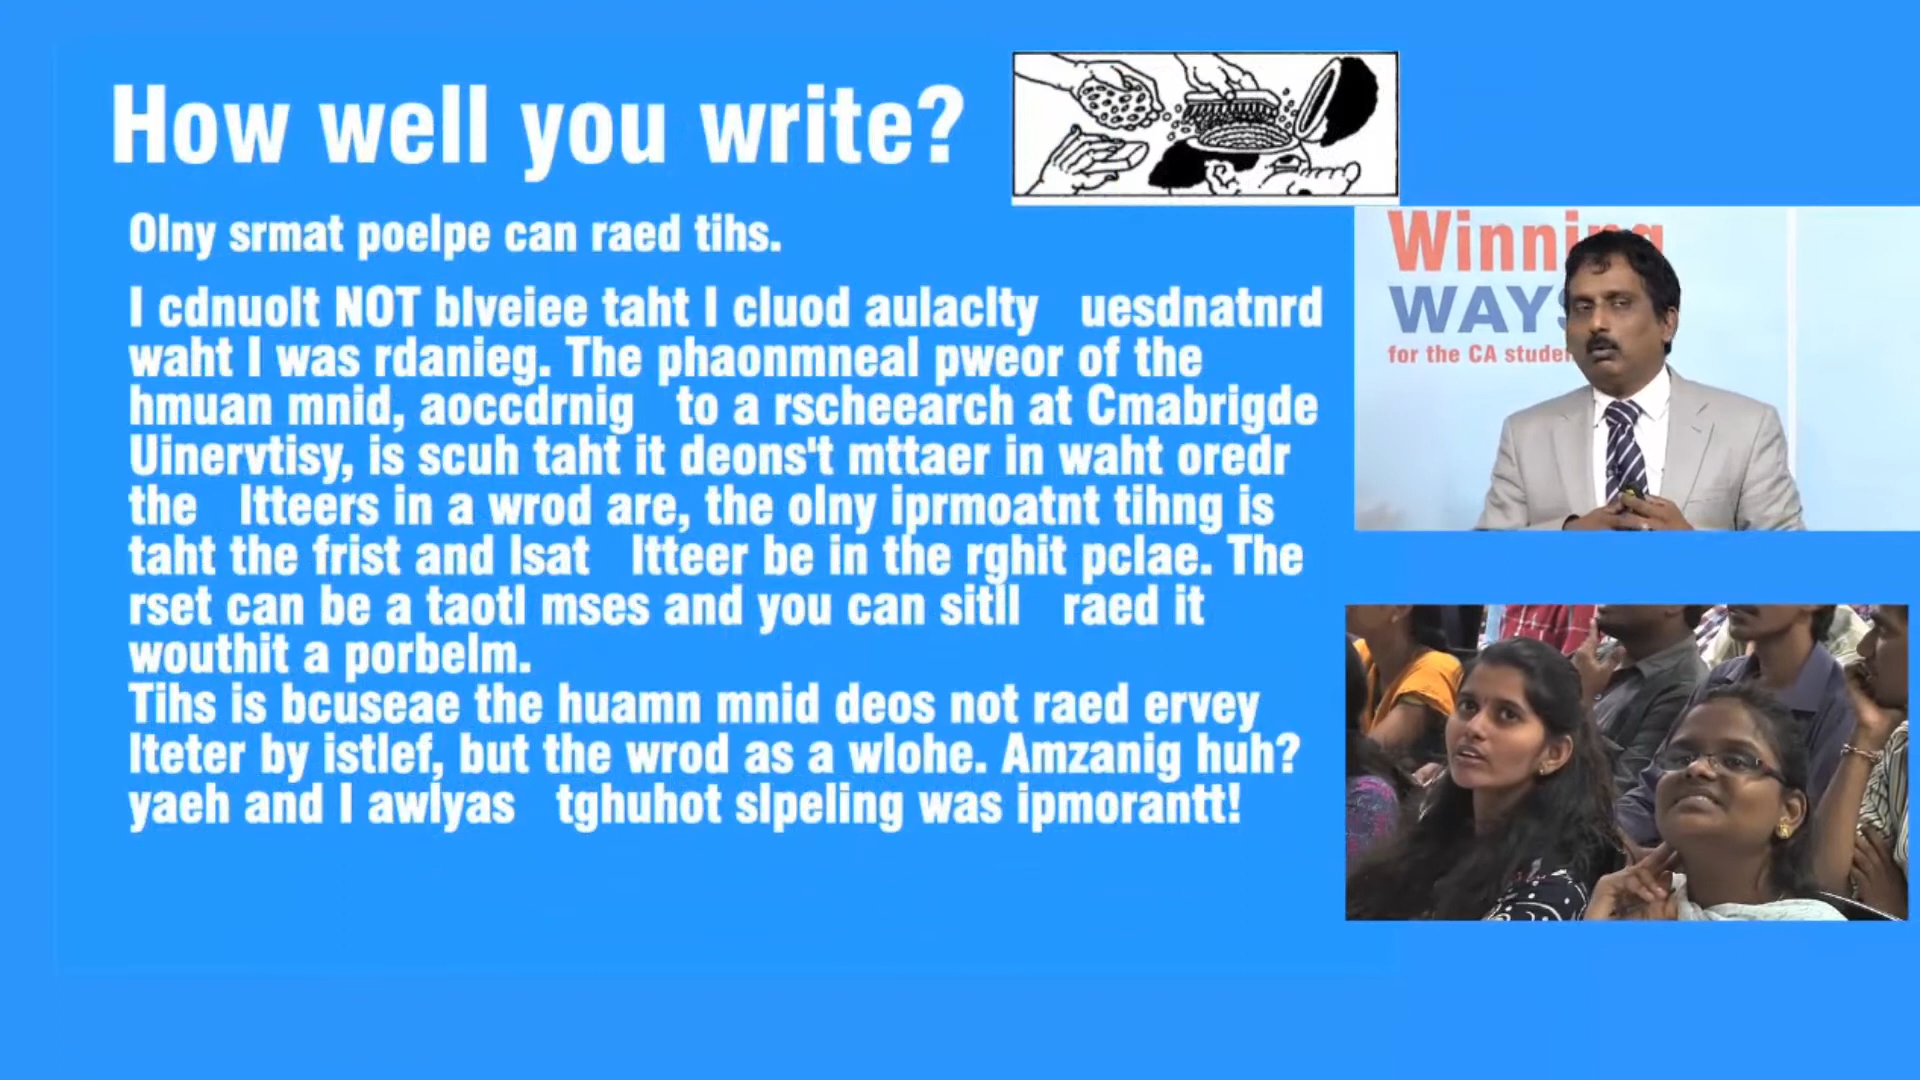 How well you write?
Olny srmat poelpe can raed tihs.
I cdnuolt NOT blveiee taht I cluod aulaclty uesdnatnrd
waht I was rdanieg. The phaonmneal pweor of the
hmuan mnid, aoccdrnig to a rscheearch at Cmabrigde
Uinervtisy, is scuh taht it deons't mttaer in waht oredr
the ltteers in a wrod are, the olny iprmoatnt tihng is
taht the frist and lsat ltteer be in the rghit pclae. The
rset can be a taotl mses and you can sitll raed it
wouthit a porbelm.
Tihs is bcuseae the huamn mnid deos not raed ervey
lteter by istlef, but the wrod as a wlohe. Amzanig huh?
yaeh and I awlyas tghuhot slpeling was ipmorantt!
Winning
WAYS
for the CA